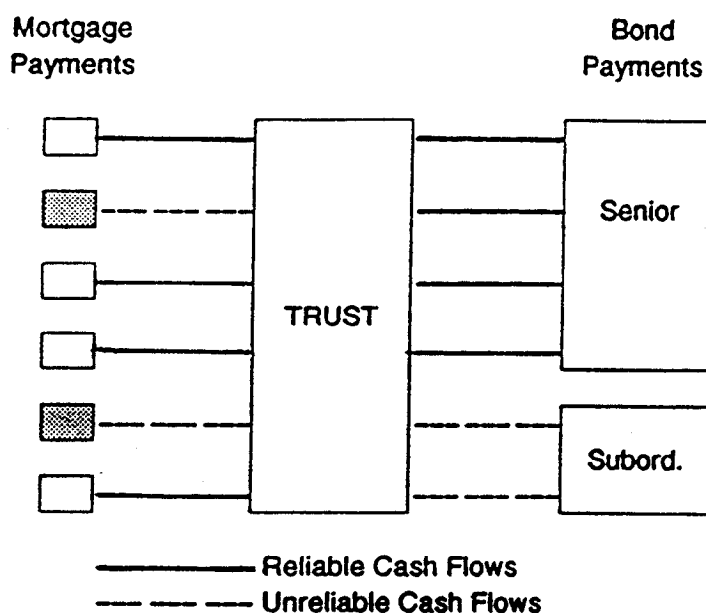 Mortgage
Payments
Bond
Payments
Senior
TRUST
Subord.
Reliable Cash Flows
Unreliable Cash Flows